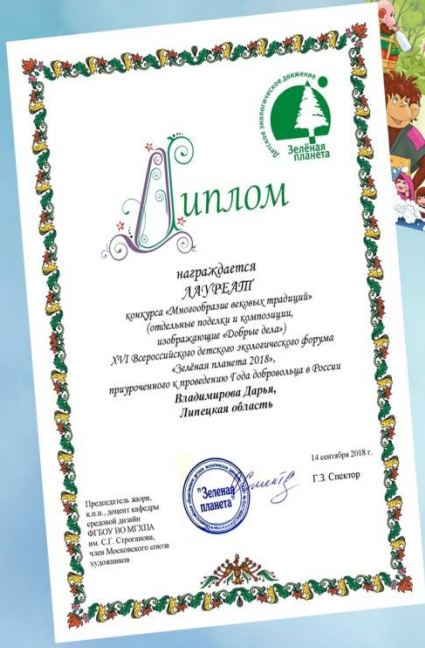 Детское экологическое движение
Зелёная
планета
Диплом
награждается
ЛАУРЕАТ
конкурса «Многообразие вековых традиций»
(отдельные поделки и композиции,
изображающие «Добрые дела»)
XVI Всероссийского детского экологического форума
«Зелёная планета 2018»,
приуроченного к проведению Года добровольца в России
Владимирова Дарья,
Липецкая область
Председатель жюри,
к.п.н., доцент кафедры
средовой дизайн
ФГБОУ ВО МГХПА
им. С.Г. Строганова,
член Московского союза
художников
"Зеленая
планета"
14 сентября 2018 г.
Г.З. Спектор